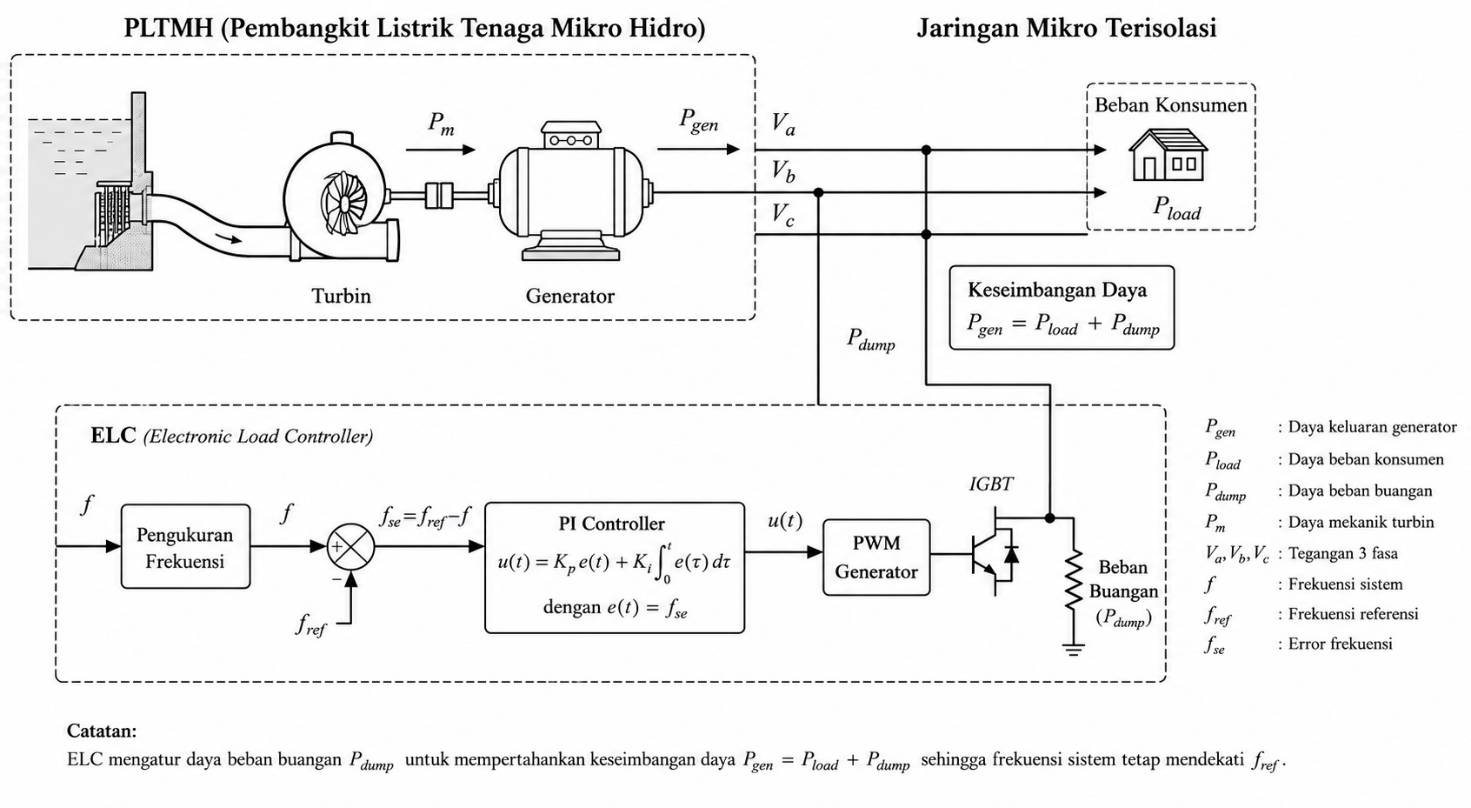 PLTMH (Pembangkit Listrik Tenaga Mikro Hidro)
Jaringan Mikro Terisolasi
P_m
P_gen
V_a
V_b
V_c
Beban Konsumen
P_load
Turbin
Generator
Keseimbangan Daya
P_gen = P_load + P_dump
P_dump
ELC (Electronic Load Controller)
f
Pengukuran
Frekuensi
f
+
−
f_ref
f_se=f_ref−f
PI Controller
u(t) = K_p e(t) + K_i ∫_0^t e(τ) dτ
dengan e(t) = f_se
u(t)
PWM
Generator
IGBT
Beban
Buangan
(P_dump)
P_gen : Daya keluaran generator
P_load : Daya beban konsumen
P_dump : Daya beban buangan
P_m : Daya mekanik turbin
V_a, V_b, V_c : Tegangan 3 fasa
f : Frekuensi sistem
f_ref : Frekuensi referensi
f_se : Error frekuensi
Catatan:
ELC mengatur daya beban buangan P_dump untuk mempertahankan keseimbangan daya P_gen = P_load + P_dump sehingga frekuensi sistem tetap mendekati f_ref.